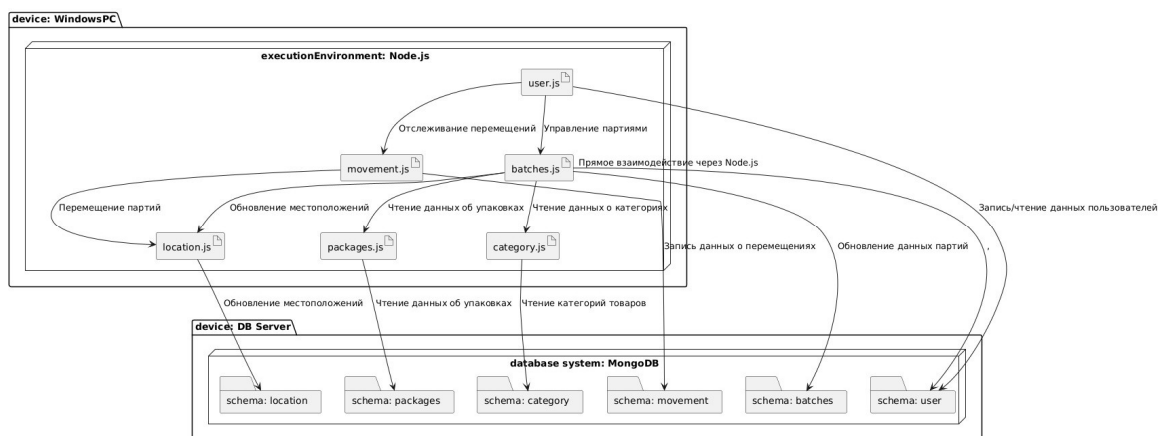 device: WindowsPC
executionEnvironment: Node.js
user.js
Отслеживание перемещений
Управление партиями
movement.js
batches.js
Прямое взаимодействие через Node.js
Перемещение партий
Обновление местоположений
Чтение данных об упаковках
Чтение данных о категориях
Запись/чтение данных пользователей
location.js
packages.js
category.js
Запись данных о перемещениях
Обновление данных партий
,
Обновление местоположений
Чтение данных об упаковках
Чтение категорий товаров
device: DB Server
database system: MongoDB
schema: location
schema: packages
schema: category
schema: movement
schema: batches
schema: user